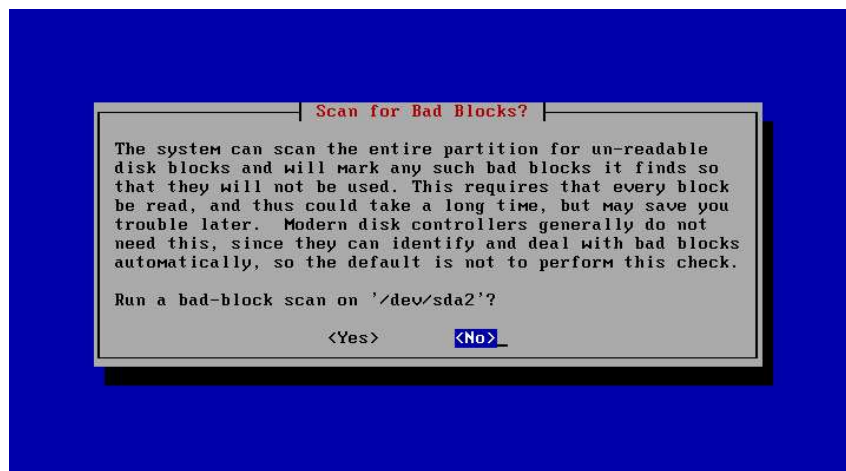 Scan for Bad Blocks?
The system can scan the entire partition for un-readable
disk blocks and will mark any such bad blocks it finds so
that they will not be used. This requires that every block
be read, and thus could take a long time, but may save you
trouble later.  Modern disk controllers generally do not
need this, since they can identify and deal with bad blocks
automatically, so the default is not to perform this check.
Run a bad-block scan on '/dev/sda2'?
<Yes> <No>